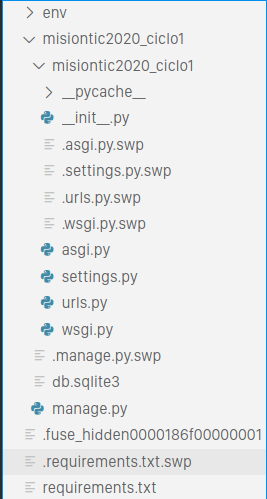 env
misiontic2020_ciclo1
misiontic2020_ciclo1
__pycache__
__init__.py
.asgi.py.swp
.settings.py.swp
.urls.py.swp
.wsgi.py.swp
asgi.py
settings.py
urls.py
wsgi.py
.manage.py.swp
db.sqlite3
manage.py
.fuse_hidden0000186f00000001
.requirements.txt.swp
requirements.txt